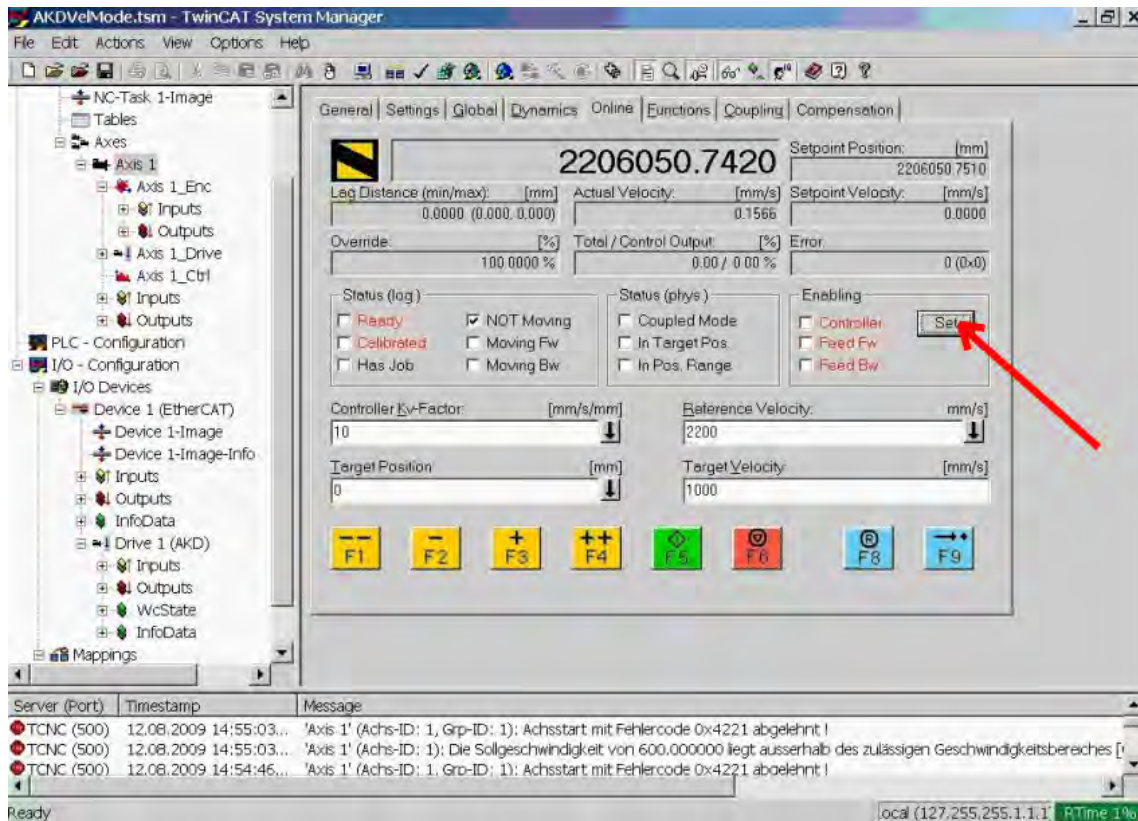 AKDVelMode.tsm - TwinCAT System Manager
File Edit Actions View Options Help
NC-Task 1-Image
Tables
Axes
Axis 1
Axis 1_Enc
Inputs
Outputs
Axis 1_Drive
Axis 1_Ctrl
Inputs
Outputs
PLC - Configuration
I/O - Configuration
I/O Devices
Device 1 (EtherCAT)
Device 1-Image
Device 1-Image-Info
Inputs
Outputs
InfoData
Drive 1 (AKD)
Inputs
Outputs
WcState
InfoData
Mappings
General Settings Global Dynamics Online Functions Coupling Compensation
2206050.7420
Setpoint Position: [mm]
2206050.7510
Lag Distance (min/max): [mm] Actual Velocity: [mm/s] Setpoint Velocity: [mm/s]
0.0000 (0.000, 0.000) 0.1566 0.0000
Override: [%] Total / Control Output: [%] Error:
100.0000 % 0.00 / 0.00 % 0 (0x0)
Status (log.) Status (phys.) Enabling
Ready NOT Moving Coupled Mode Controller Set
Calibrated Moving Fw In Target Pos. Feed Fw
Has Job Moving Bw In Pos. Range Feed Bw
Controller Kv-Factor: [mm/s/mm] Reference Velocity: mm/s]
10 2200
Target Position: [mm] Target Velocity: [mm/s]
0 1000
-- F1 - F2 + F3 ++ F4 F5 F6 R F8 F9
Server (Port) Timestamp Message
TCNC (500) 12.08.2009 14:55:03... 'Axis 1' (Achs-ID: 1, Grp-ID: 1): Achsstart mit Fehlercode 0x4221 abgelehnt !
TCNC (500) 12.08.2009 14:55:03... 'Axis 1' (Achs-ID: 1): Die Sollgeschwindigkeit von 600.000000 liegt ausserhalb des zulässigen Geschwindigkeitsbereiches [
TCNC (500) 12.08.2009 14:54:46... 'Axis 1' (Achs-ID: 1, Grp-ID: 1): Achsstart mit Fehlercode 0x4221 abgelehnt !
Ready ocal (127.255.255.1.1.1 RTime 1%